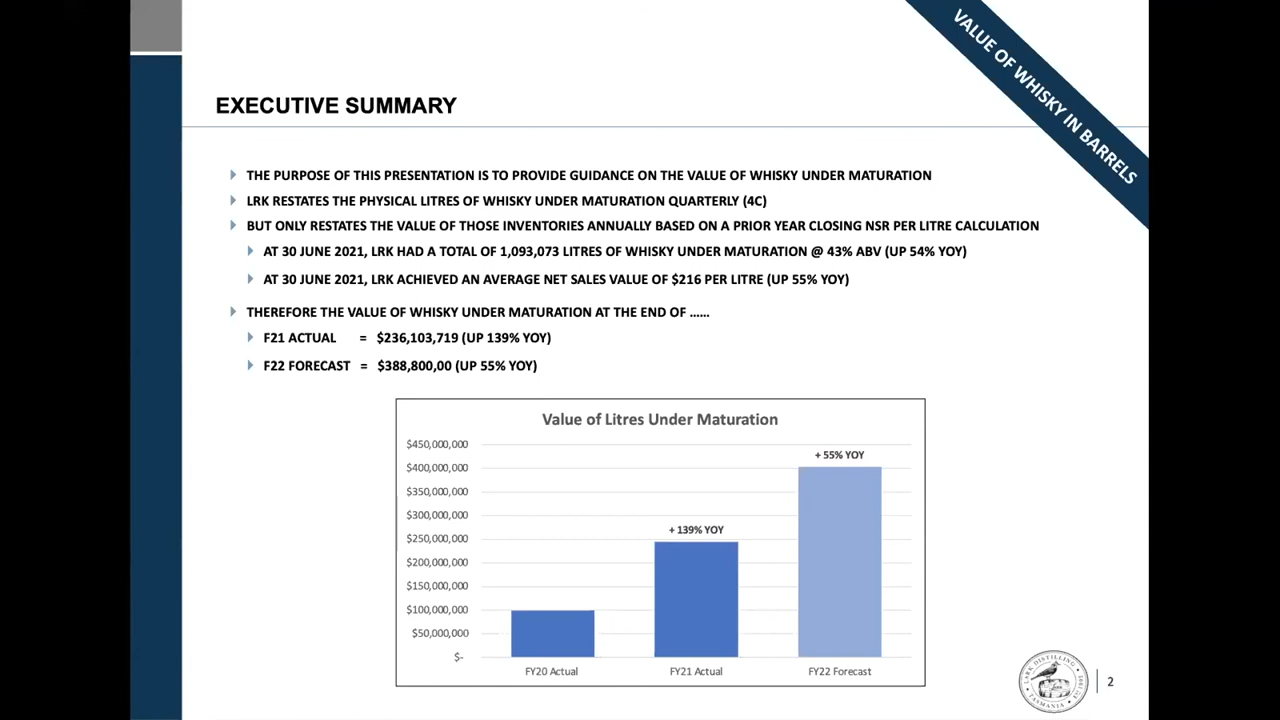 VALUE OF WHISKY IN BARRELS
EXECUTIVE SUMMARY
THE PURPOSE OF THIS PRESENTATION IS TO PROVIDE GUIDANCE ON THE VALUE OF WHISKY UNDER MATURATION
LRK RESTATES THE PHYSICAL LITRES OF WHISKY UNDER MATURATION QUARTERLY (4C)
BUT ONLY RESTATES THE VALUE OF THOSE INVENTORIES ANNUALLY BASED ON A PRIOR YEAR CLOSING NSR PER LITRE CALCULATION
AT 30 JUNE 2021, LRK HAD A TOTAL OF 1,093,073 LITRES OF WHISKY UNDER MATURATION @ 43% ABV (UP 54% YOY)
AT 30 JUNE 2021, LRK ACHIEVED AN AVERAGE NET SALES VALUE OF $216 PER LITRE (UP 55% YOY)
THEREFORE THE VALUE OF WHISKY UNDER MATURATION AT THE END OF ......
F21 ACTUAL = $236,103,719 (UP 139% YOY)
F22 FORECAST = $388,800,00 (UP 55% YOY)
Value of Litres Under Maturation
$450,000,000
+ 55% YOY
$400,000,000
$350,000,000
$300,000,000
+ 139% YOY
$250,000,000
$200,000,000
$150,000,000
$100,000,000
$50,000,000
$-
FY20 Actual FY21 Actual FY22 Forecast
LARK DISTILLING
TASMANIA
2